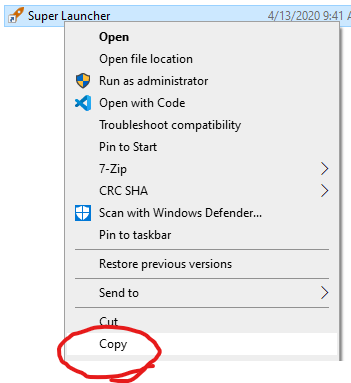 Super Launcher 4/13/2020 9:41 A
Open
Open file location
Run as administrator
Open with Code
Troubleshoot compatibility
Pin to Start
7-Zip
CRC SHA
Scan with Windows Defender...
Pin to taskbar
Restore previous versions
Send to
Cut
Copy